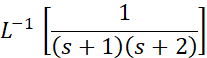 L⁻¹ [1 / ((s + 1)(s + 2))]